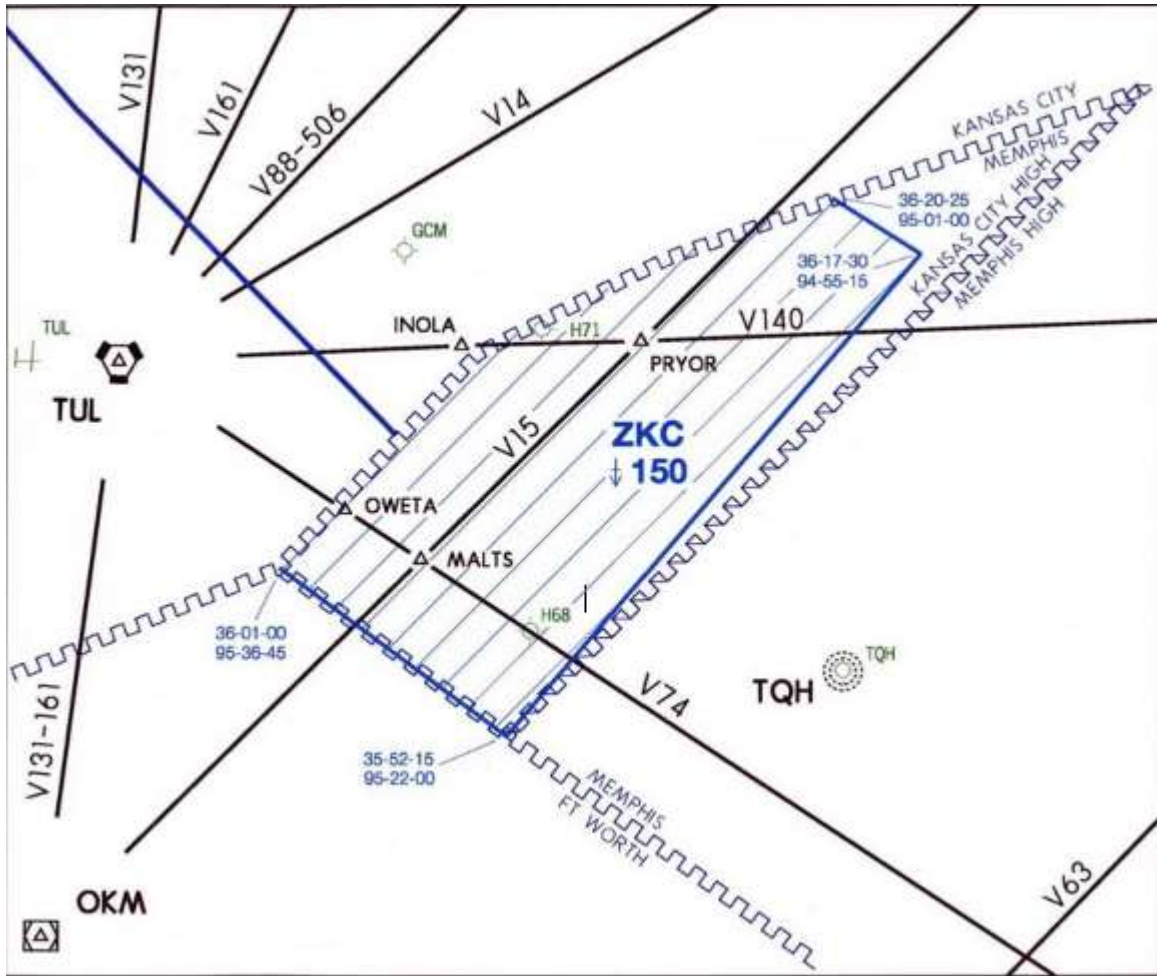 V131
V161
V88-506
V14
KANSAS CITY
MEMPHIS
KANSAS CITY HIGH
MEMPHIS HIGH
36-20-25
95-01-00
GCM
36-17-30
94-55-15
TUL
INOLA
H71
V140
PRYOR
TUL
V15
ZKC
150
OWETA
MALTS
H68
36-01-00
95-36-45
TQH
TQH
V74
V131-161
35-52-15
95-22-00
MEMPHIS
FT WORTH
V63
OKM